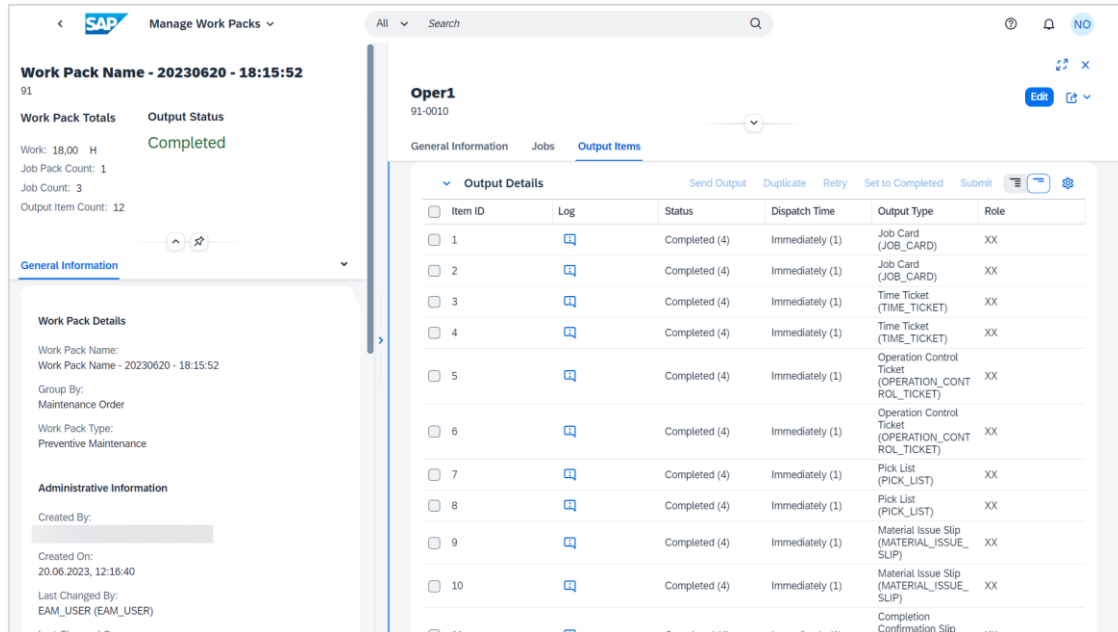 SAP
Manage Work Packs
All
Search
NO
Work Pack Name - 20230620 - 18:15:52
91
Work Pack Totals
Output Status
Work: 18,00 H
Completed
Job Pack Count: 1
Job Count: 3
Output Item Count: 12
General Information
Work Pack Details
Work Pack Name:
Work Pack Name - 20230620 - 18:15:52
Group By:
Maintenance Order
Work Pack Type:
Preventive Maintenance
Administrative Information
Created By:
Created On:
20.06.2023, 12:16:40
Last Changed By:
EAM_USER (EAM_USER)
Oper1
91-0010
Edit
General Information Jobs Output Items
Output Details
Send Output Duplicate Retry Set to Completed Submit
Item ID Log Status Dispatch Time Output Type Role
1 Completed (4) Immediately (1) Job Card
(JOB_CARD) XX
2 Completed (4) Immediately (1) Job Card
(JOB_CARD) XX
3 Completed (4) Immediately (1) Time Ticket
(TIME_TICKET) XX
4 Completed (4) Immediately (1) Time Ticket
(TIME_TICKET) XX
5 Completed (4) Immediately (1) Operation Control
Ticket
(OPERATION_CONT
ROL_TICKET) XX
6 Completed (4) Immediately (1) Operation Control
Ticket
(OPERATION_CONT
ROL_TICKET) XX
7 Completed (4) Immediately (1) Pick List
(PICK_LIST) XX
8 Completed (4) Immediately (1) Pick List
(PICK_LIST) XX
9 Completed (4) Immediately (1) Material Issue Slip
(MATERIAL_ISSUE_
SLIP) XX
10 Completed (4) Immediately (1) Material Issue Slip
(MATERIAL_ISSUE_
SLIP) XX
Completion
Confirmation Slip